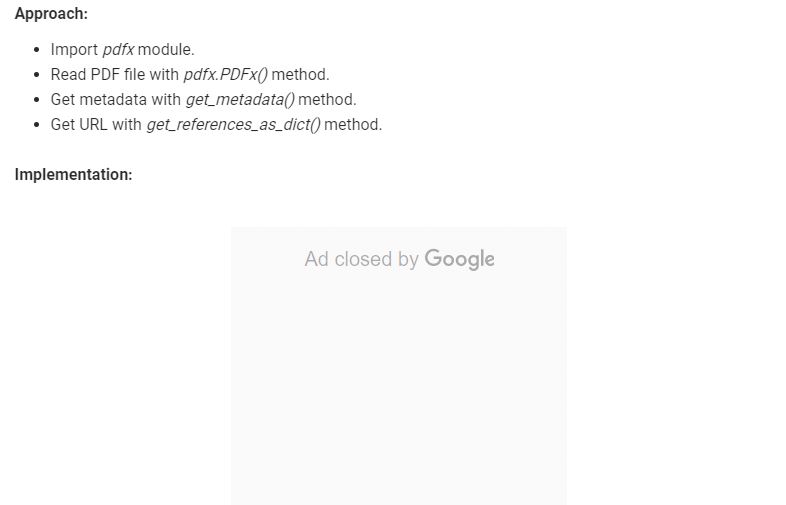 Approach:
• Import pdfx module.
• Read PDF file with pdfx.PDFx() method.
• Get metadata with get_metadata() method.
• Get URL with get_references_as_dict() method.
Implementation:
Ad closed by Google